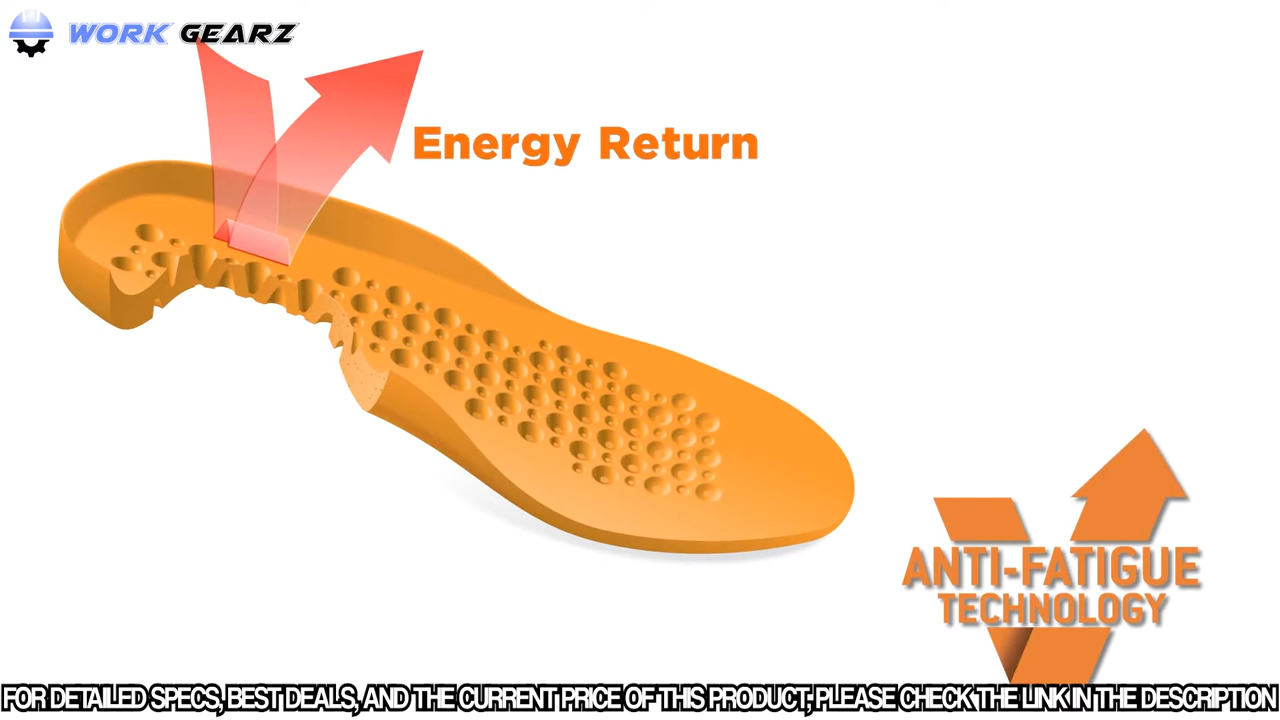 WORK GEARZ
Energy Return
ANTI-FATIGUE
TECHNOLOGY
FOR DETAILED SPECS, BEST DEALS, AND THE CURRENT PRICE OF THIS PRODUCT, PLEASE CHECK THE LINK IN THE DESCRIPTION